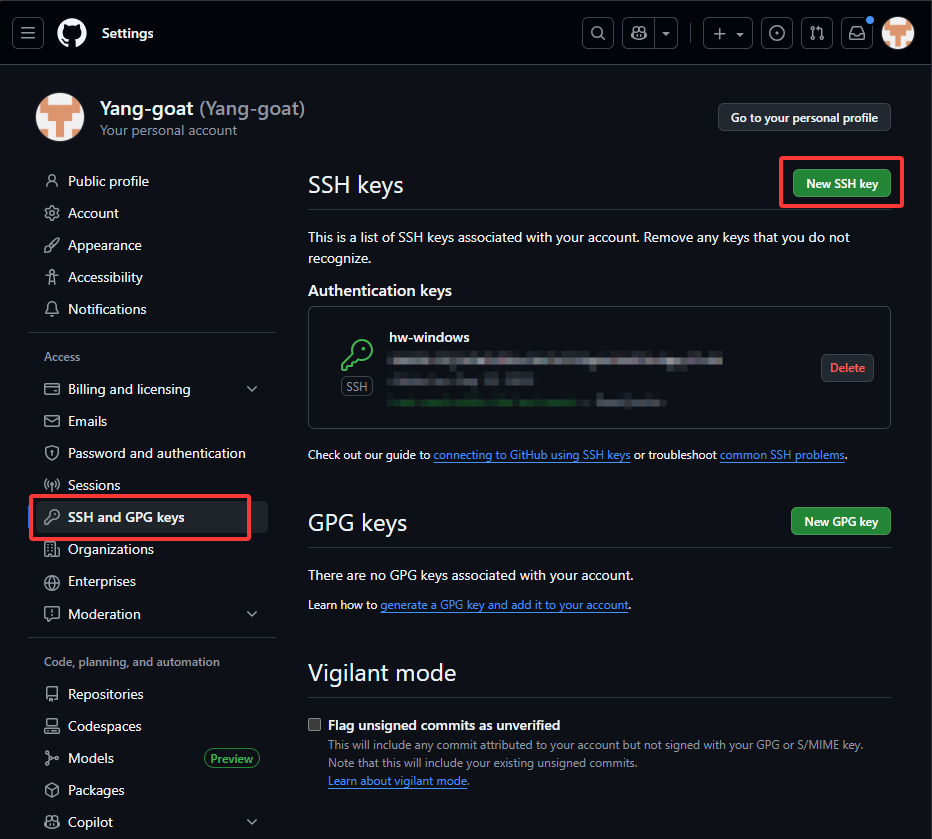 Settings
Yang-goat (Yang-goat)
Your personal account
Go to your personal profile
Public profile
Account
Appearance
Accessibility
Notifications
Access
Billing and licensing
Emails
Password and authentication
Sessions
SSH and GPG keys
Organizations
Enterprises
Moderation
Code, planning, and automation
Repositories
Codespaces
Models Preview
Packages
Copilot
SSH keys
New SSH key
This is a list of SSH keys associated with your account. Remove any keys that you do not
recognize.
Authentication keys
hw-windows
SSH
Delete
Check out our guide to connecting to GitHub using SSH keys or troubleshoot common SSH problems.
GPG keys
New GPG key
There are no GPG keys associated with your account.
Learn how to generate a GPG key and add it to your account.
Vigilant mode
Flag unsigned commits as unverified
This will include any commit attributed to your account but not signed with your GPG or S/MIME key.
Note that this will include your existing unsigned commits.
Learn about vigilant mode.